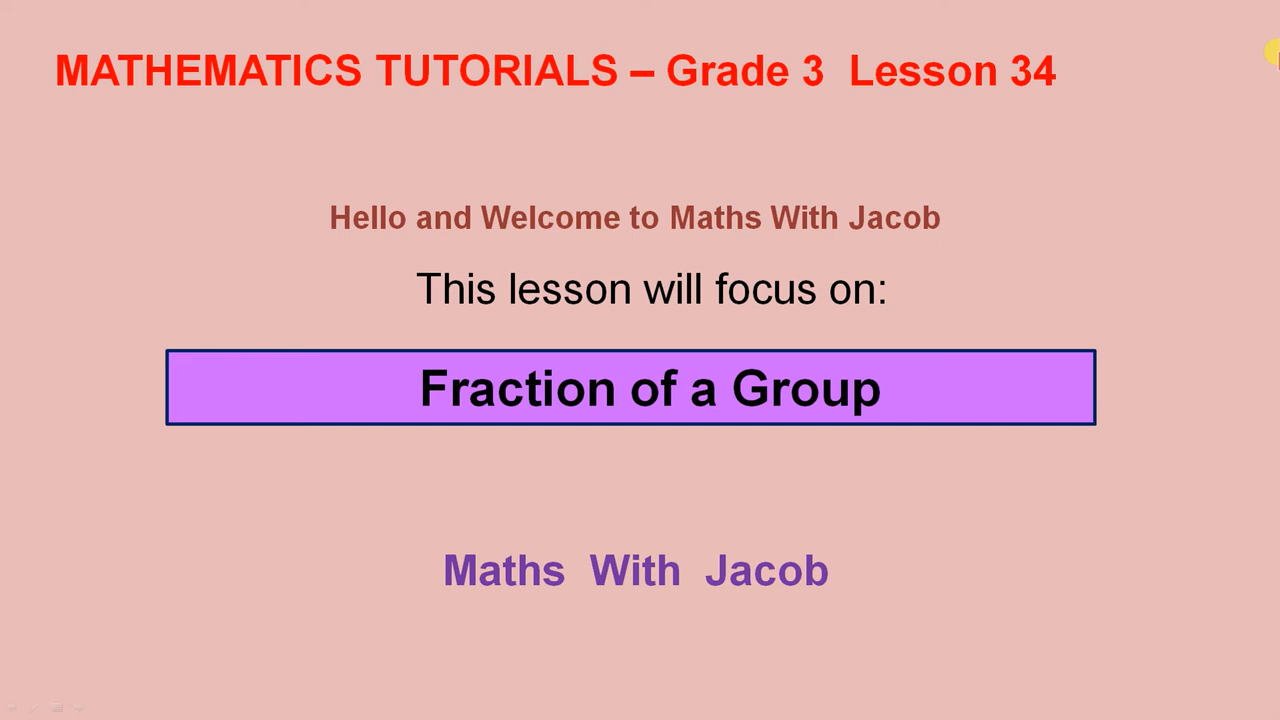 MATHEMATICS TUTORIALS – Grade 3 Lesson 34
Hello and Welcome to Maths With Jacob
This lesson will focus on:
Fraction of a Group
Maths With Jacob